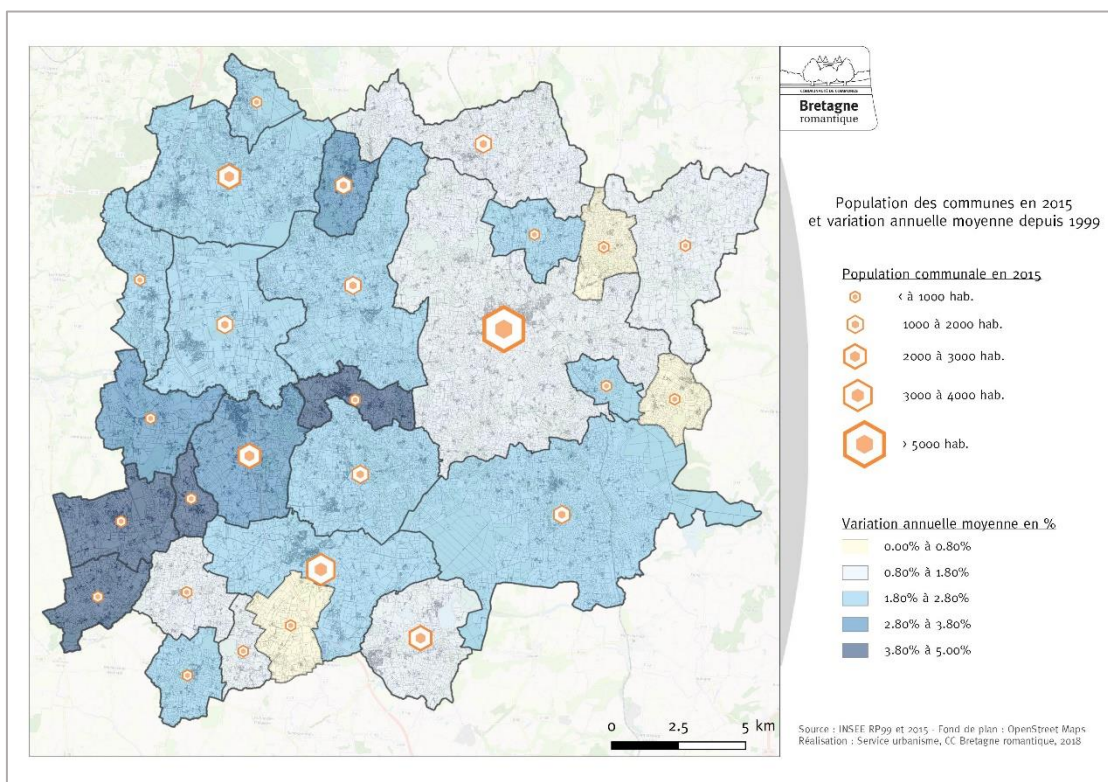 COMMUNAUTÉ DE COMMUNES
Bretagne
romantique
Population des communes en 2015
et variation annuelle moyenne depuis 1999
Population communale en 2015
< à 1000 hab.
1000 à 2000 hab.
2000 à 3000 hab.
3000 à 4000 hab.
> 5000 hab.
Variation annuelle moyenne en %
0.00% à 0.80%
0.80% à 1.80%
1.80% à 2.80%
2.80% à 3.80%
3.80% à 5.00%
0 2.5 5 km
Source : INSEE RP99 et 2015 - Fond de plan : OpenStreet Maps
Réalisation : Service urbanisme, CC Bretagne romantique, 2018